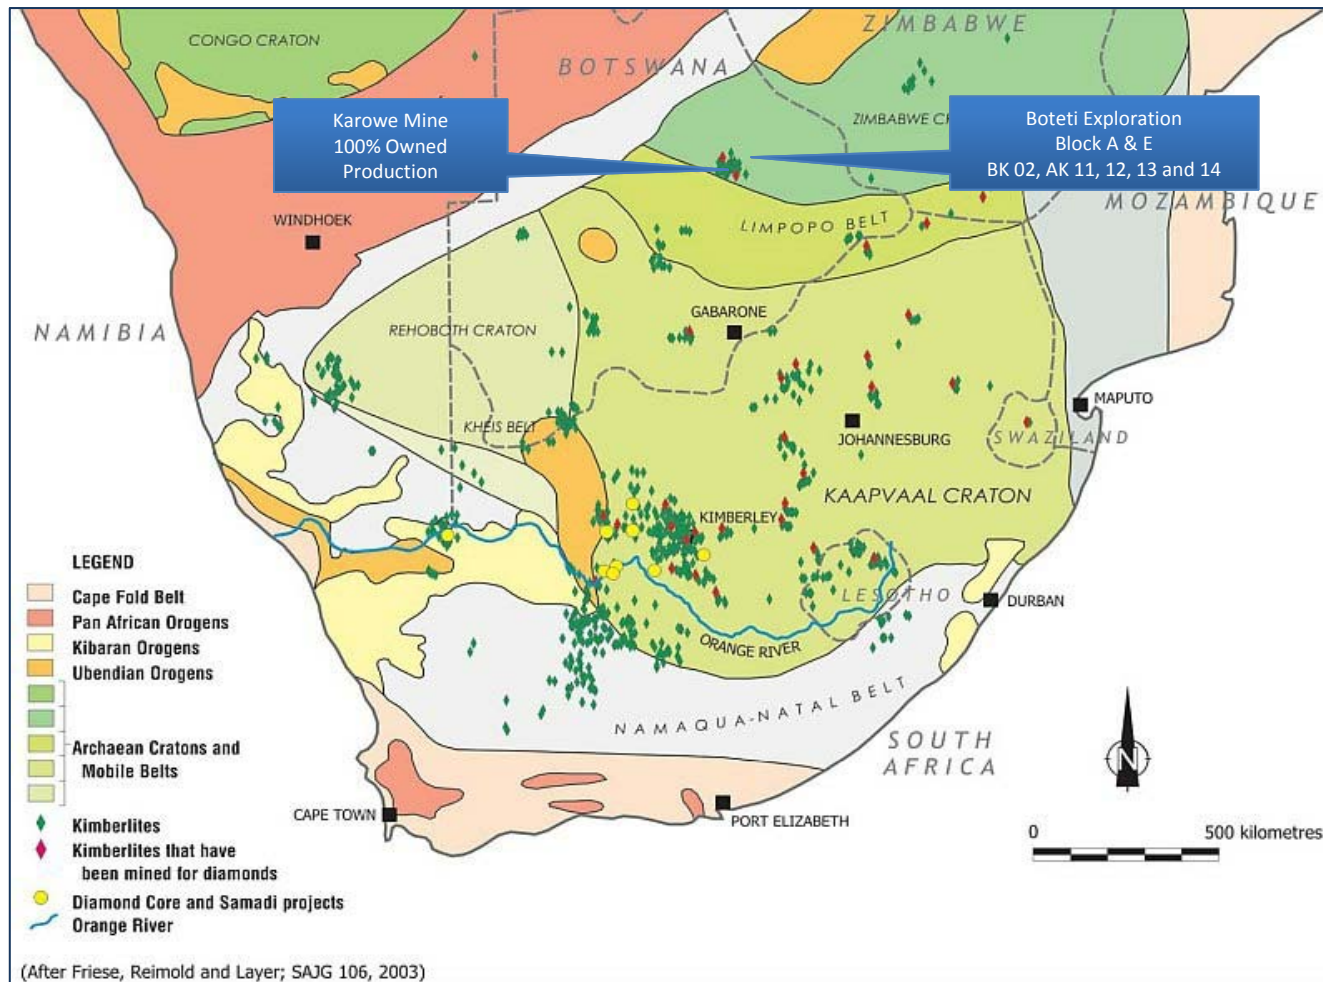 CONGO CRATON
ZIMBABWE
BOTSWANA
Karowe Mine
100% Owned
Production
Boteti Exploration
Block A & E
BK 02, AK 11, 12, 13 and 14
ZIMBABWE CR
MOZAMBIQUE
WINDHOEK
LIMPOPO BELT
NAMIBIA
GABARONE
REHOBOTH CRATON
MAPUTO
KHEIS BELT
JOHANNESBURG
SWAZILAND
KAAPVAAL CRATON
KIMBERLEY
LESOTHO
DURBAN
ORANGE RIVER
NAMAQUA-NATAL BELT
SOUTH
AFRICA
N
CAPE TOWN
PORT ELIZABETH
0 500 kilometres
LEGEND
Cape Fold Belt
Pan African Orogens
Kibaran Orogens
Ubendian Orogens
Archaean Cratons and
Mobile Belts
Kimberlites
Kimberlites that have
been mined for diamonds
Diamond Core and Samadi projects
Orange River
(After Friese, Reimold and Layer; SAJG 106, 2003)